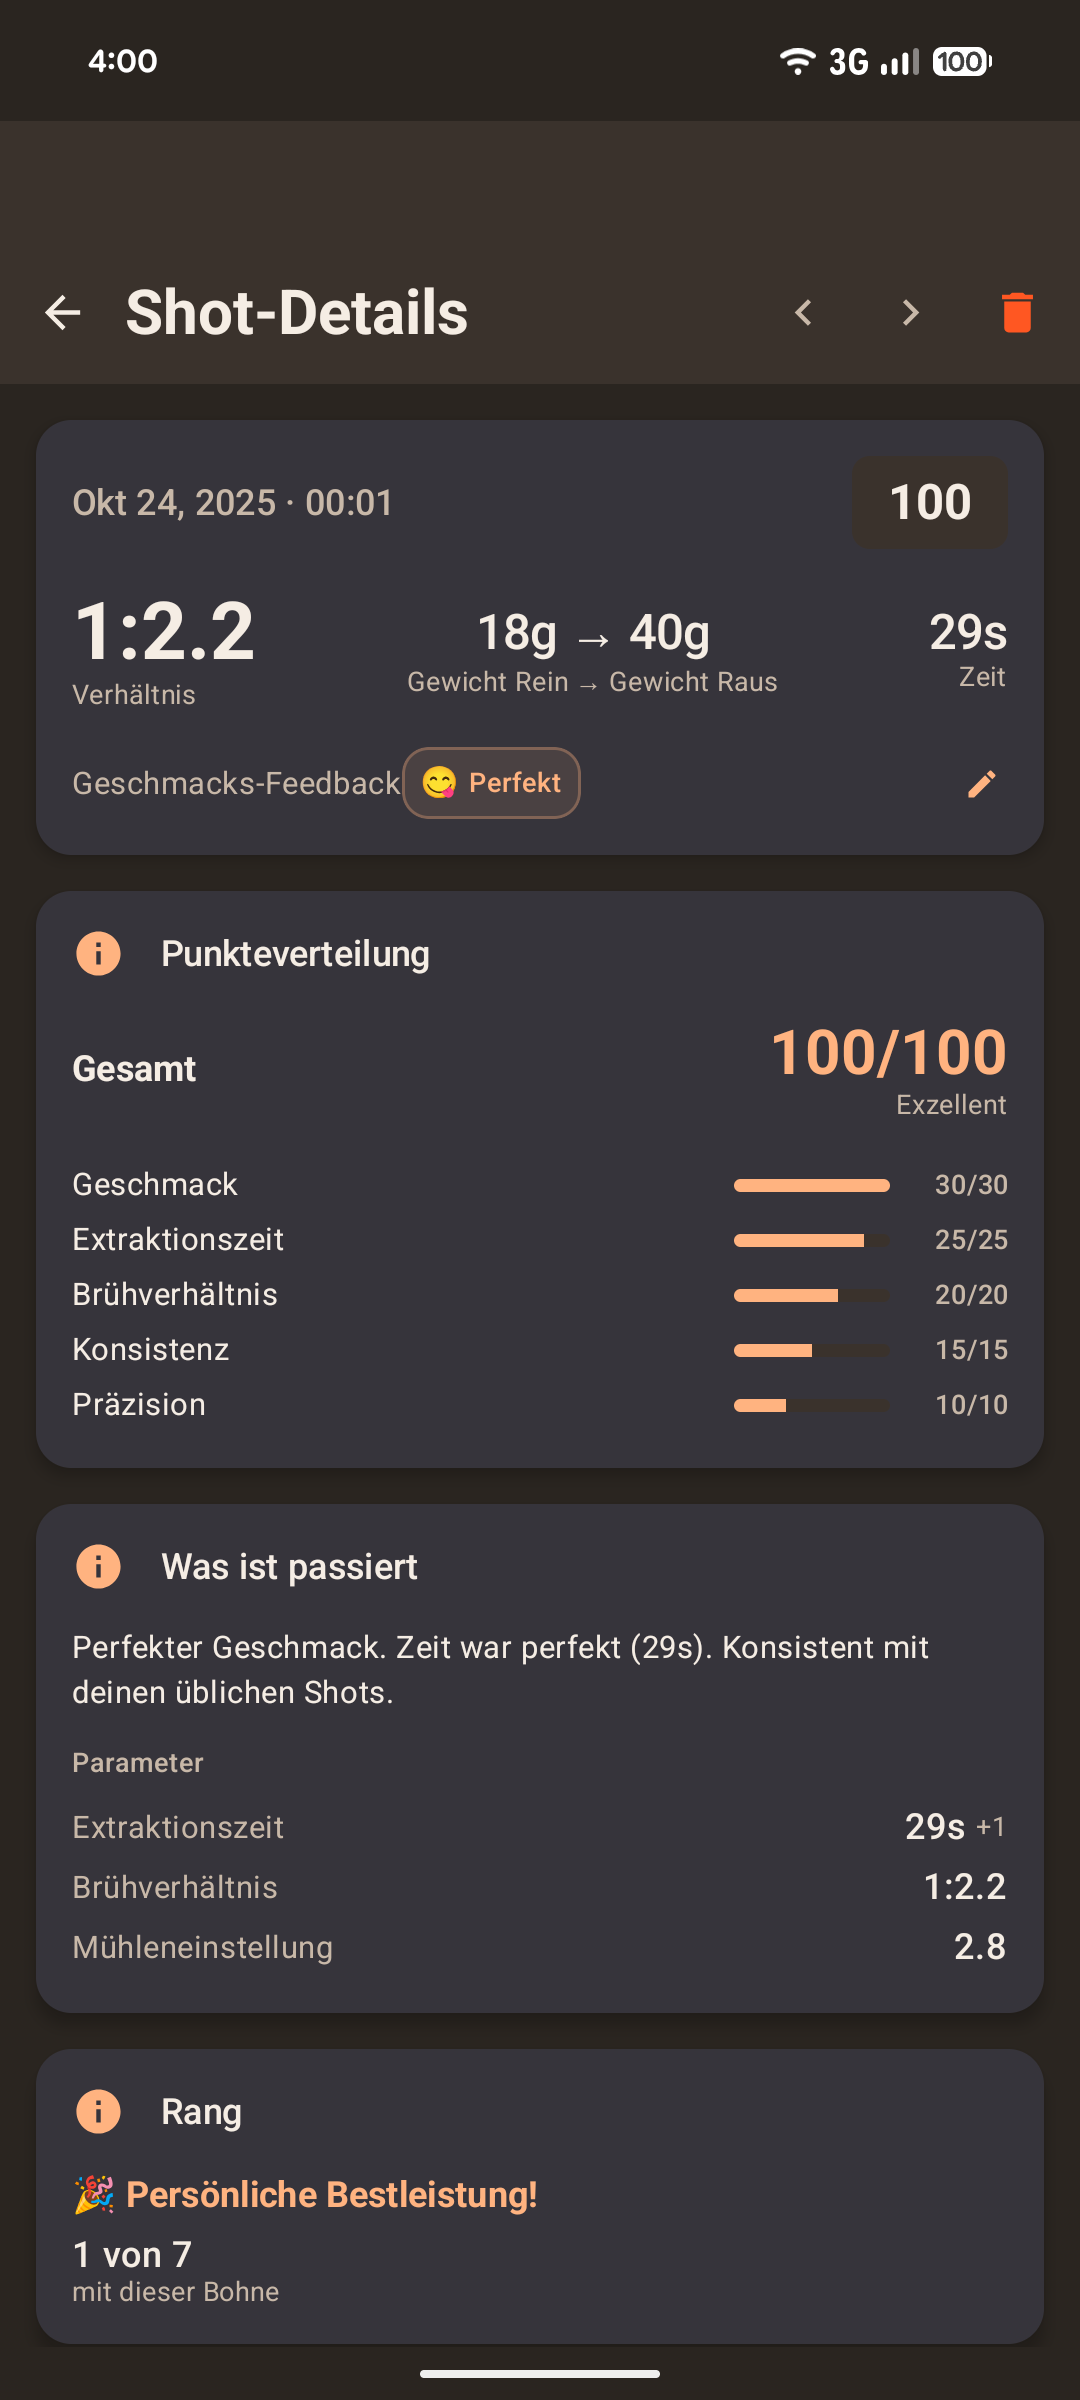 4:00
3G
100
Shot-Details
Okt 24, 2025 · 00:01
100
1:2.2
Verhältnis
18g → 40g
Gewicht Rein → Gewicht Raus
29s
Zeit
Geschmacks-Feedback
😋 Perfekt
Punkteverteilung
Gesamt
100/100
Exzellent
Geschmack 30/30
Extraktionszeit 25/25
Brühverhältnis 20/20
Konsistenz 15/15
Präzision 10/10
Was ist passiert
Perfekter Geschmack. Zeit war perfekt (29s). Konsistent mit
deinen üblichen Shots.
Parameter
Extraktionszeit 29s +1
Brühverhältnis 1:2.2
Mühleneinstellung 2.8
Rang
🎉 Persönliche Bestleistung!
1 von 7
mit dieser Bohne